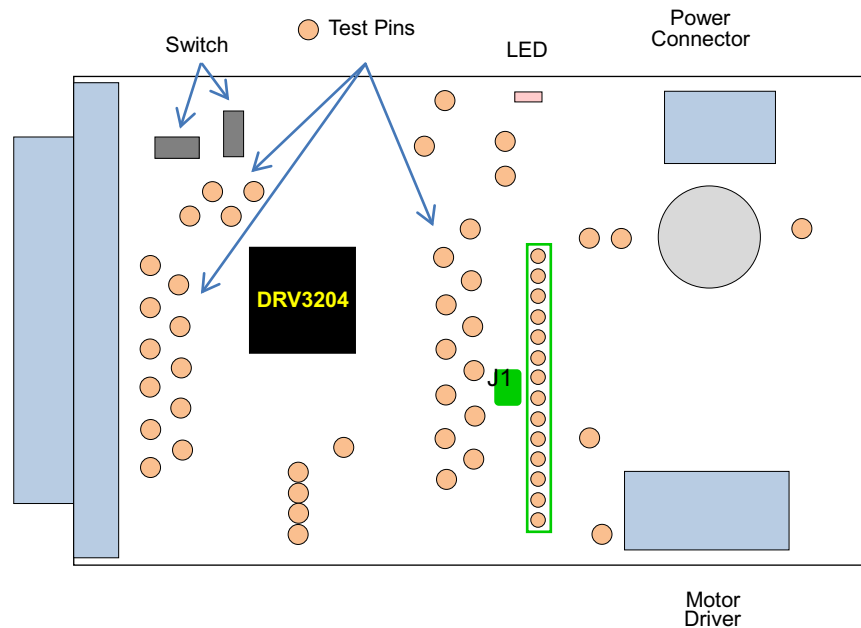 Power
Connector
Test Pins
Switch
LED
DRV3204
J1
Motor
Driver